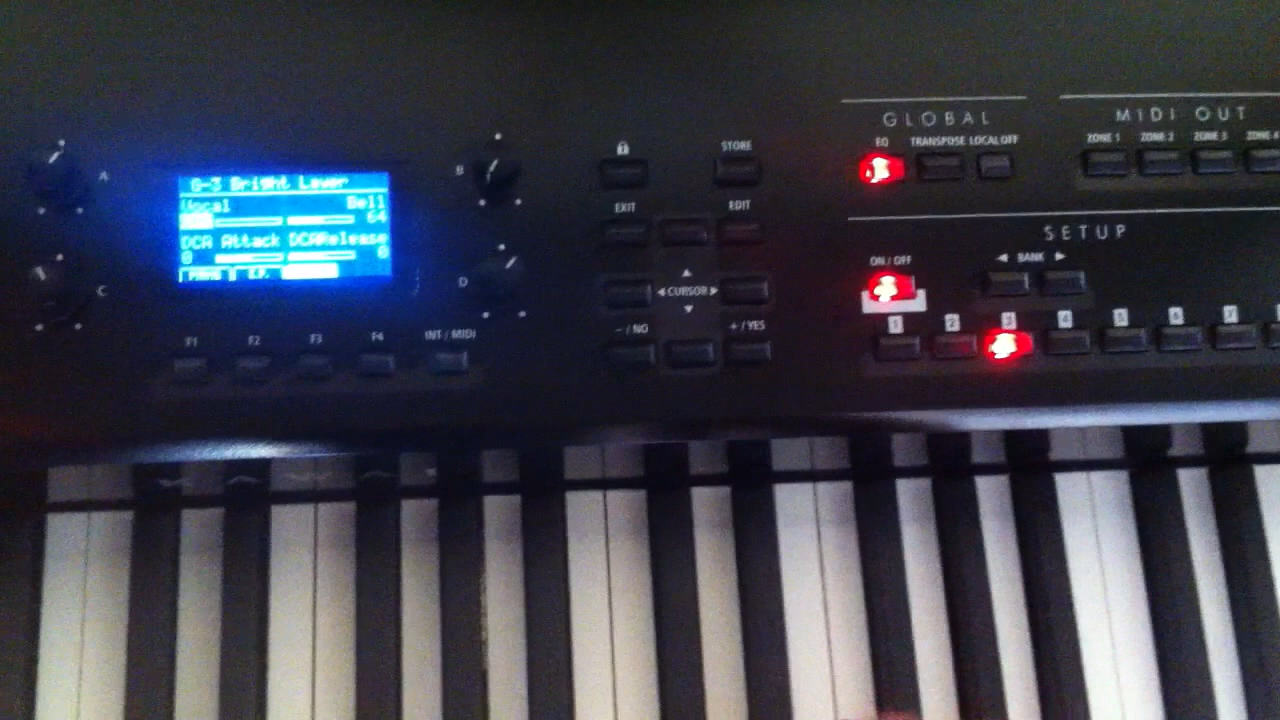 G-3 Bright Layer
Vocal Bell
64
DCA Attack DCARelease
0 0
A
B
C
D
F1 F2 F3 F4 INT / MIDI
STORE
EXIT EDIT
◀ CURSOR ▶
− / NO + / YES
GLOBAL
EQ TRANSPOSE LOCAL OFF
MIDI OUT
ZONE 1 ZONE 2 ZONE 3 ZONE 4
SETUP
ON / OFF ◀ BANK ▶
1 2 3 4 5 6 7